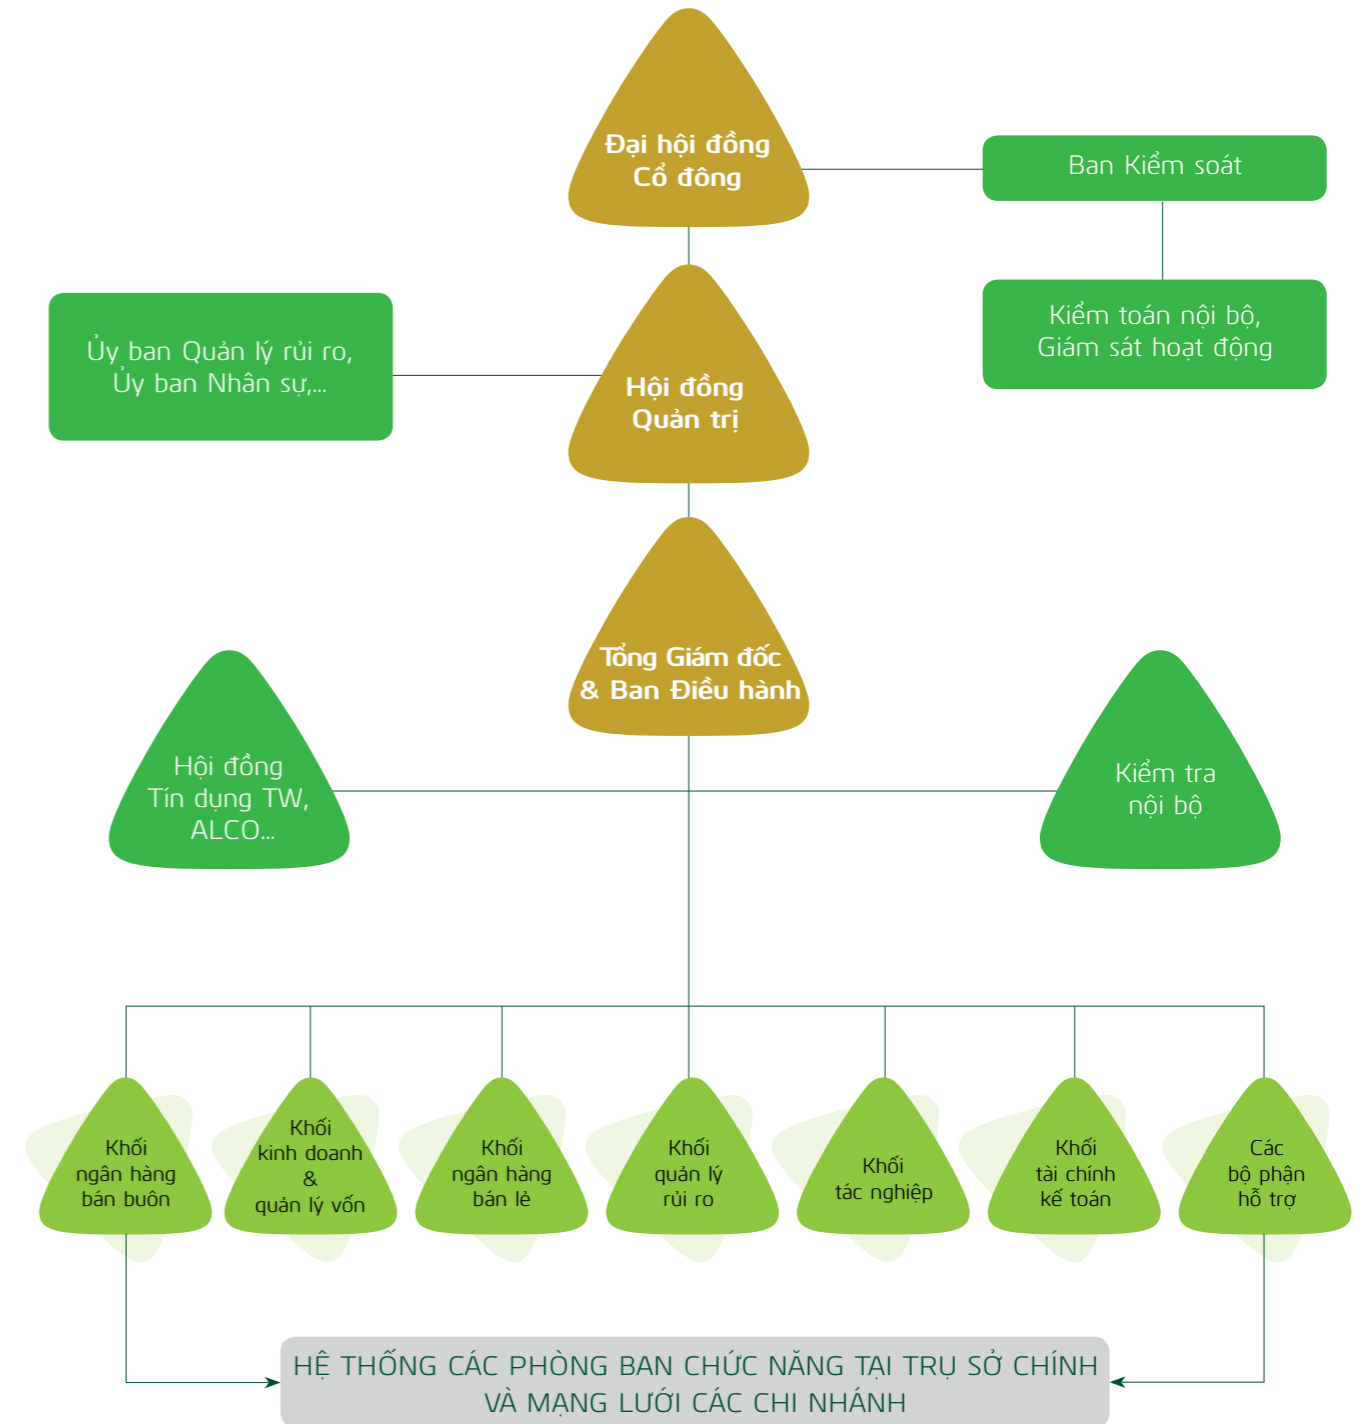 Đại hội đồng
Cổ đông
Ban Kiểm soát
Kiểm toán nội bộ,
Giám sát hoạt động
Ủy ban Quản lý rủi ro,
Ủy ban Nhân sự,...
Hội đồng
Quản trị
Tổng Giám đốc
& Ban Điều hành
Hội đồng
Tín dụng TW,
ALCO...
Kiểm tra
nội bộ
Khối
ngân hàng
bán buôn
Khối
kinh doanh
&
quản lý vốn
Khối
ngân hàng
bán lẻ
Khối
quản lý
rủi ro
Khối
tác nghiệp
Khối
tài chính
kế toán
Các
bộ phận
hỗ trợ
HỆ THỐNG CÁC PHÒNG BAN CHỨC NĂNG TẠI TRỤ SỞ CHÍNH
VÀ MẠNG LƯỚI CÁC CHI NHÁNH